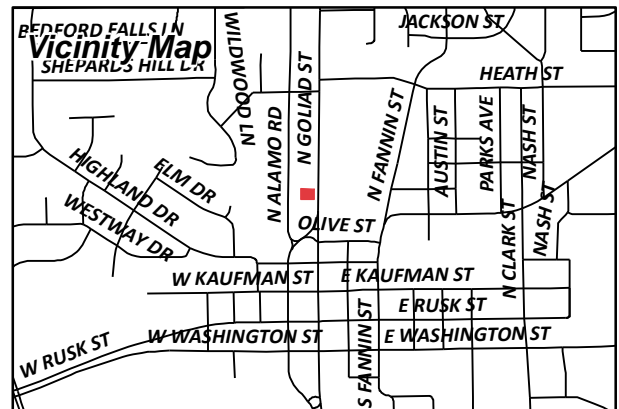 BEDFORD FALLS LN
Vicinity Map
SHEPARDS HILL DR
WILDWOOD LN
N ALAMO RD
N GOLIAD ST
JACKSON ST
HEATH ST
N FANNIN ST
AUSTIN ST
PARKS AVE
NASH ST
HIGHLAND DR
ELM DR
WESTWAY DR
OLIVE ST
N CLARK ST
NASH ST
W KAUFMAN ST
E KAUFMAN ST
E RUSK ST
W WASHINGTON ST
E WASHINGTON ST
W RUSK ST
S FANNIN ST